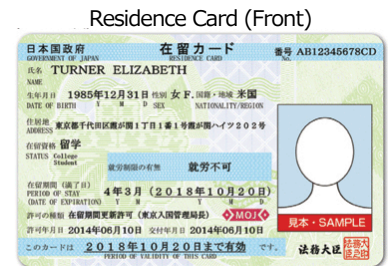 Residence Card (Front)
日本国政府 在留カード 番号 AB12345678CD
GOVERNMENT OF JAPAN RESIDENCE CARD No.
氏名 TURNER ELIZABETH
NAME
生年月日 1985年12月31日 性別 女 F. 国籍・地域 米国
DATE OF BIRTH Y M D SEX NATIONALITY/REGION
住居地 東京都千代田区霞が関1丁目1番1号霞が関ハイツ202号
ADDRESS
在留資格 留学
STATUS College
Student
就労制限の有無 就労不可
在留期間(満了日) 4年3月(2018年10月20日)
PERIOD OF STAY
(DATE OF EXPIRATION) Y M Y M D
許可の種類 在留期間更新許可(東京入国管理局長) MOJ
許可年月日 2014年06月10日 交付年月日 2014年06月10日
見本・SAMPLE
このカードは 2018年10月20日まで有効 です。
PERIOD OF VALIDITY OF THIS CARD
法務大臣